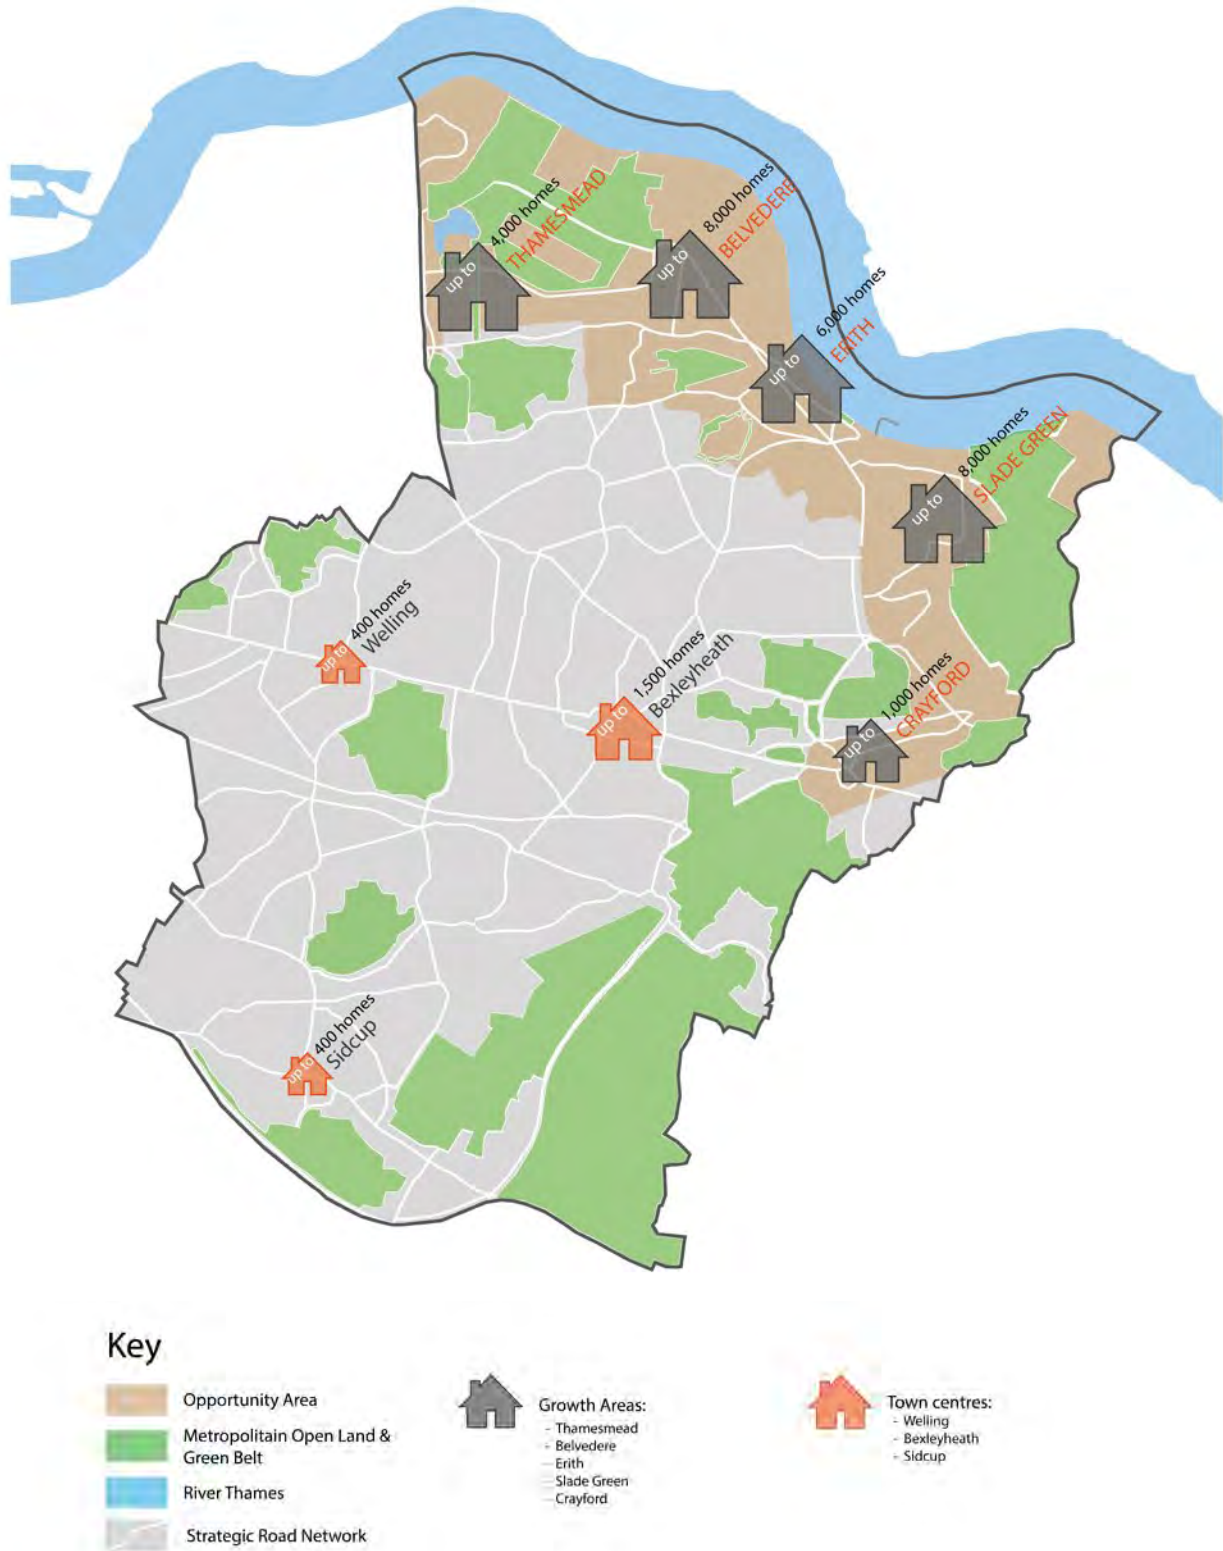 up to
4,000 homes
THAMESMEAD
up to
8,000 homes
BELVEDERE
up to
6,000 homes
ERITH
up to
8,000 homes
SLADE GREEN
up to
400 homes
Welling
up to
1,500 homes
Bexleyheath
up to
1,000 homes
CRAYFORD
up to
400 homes
Sidcup
Key
Opportunity Area
Metropolitain Open Land &
Green Belt
River Thames
Strategic Road Network
Growth Areas:
- Thamesmead
- Belvedere
- Erith
- Slade Green
- Crayford
Town centres:
- Welling
- Bexleyheath
- Sidcup